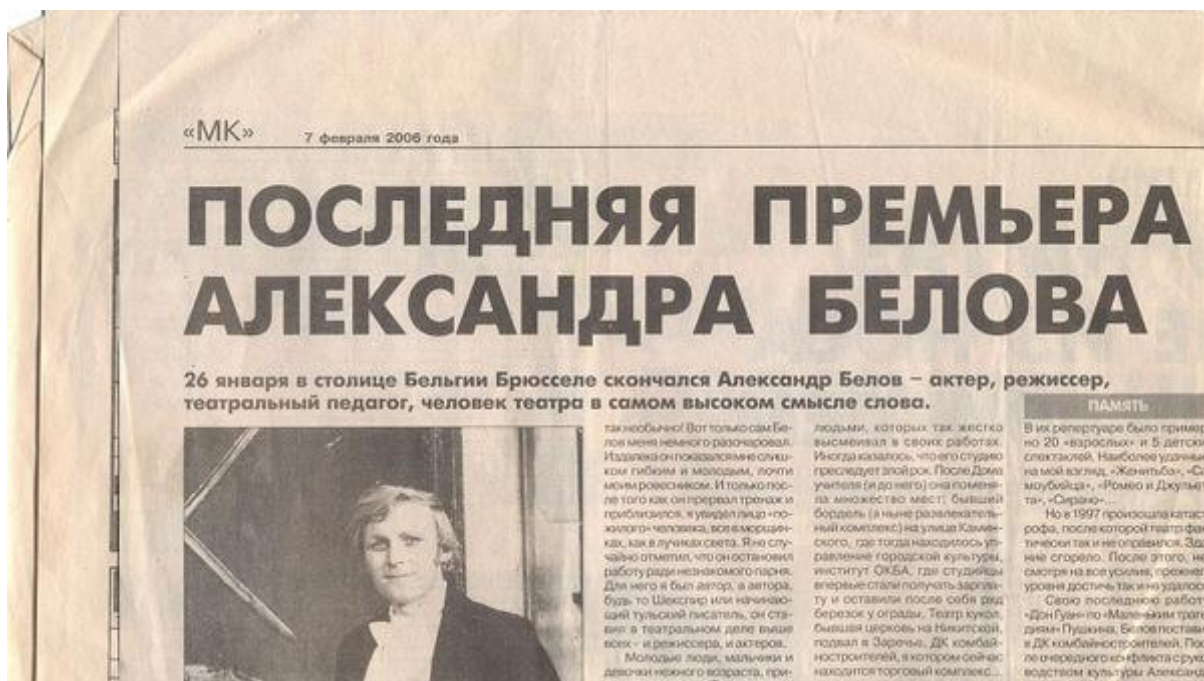 «МК»
7 февраля 2006 года
ПОСЛЕДНЯЯ ПРЕМЬЕРА
АЛЕКСАНДРА БЕЛОВА
26 января в столице Бельгии Брюсселе скончался Александр Белов – актер, режиссер,
театральный педагог, человек театра в самом высоком смысле слова.
так необычно! Вот только сам Бе-
лов меня немного разочаровал.
Издалека он показался мне слиш-
ком гибким и молодым, почти
моим ровесником. И только пос-
ле того как он прервал тренаж и
приблизился, я увидел лицо «по-
жилого» человека, все в морщин-
ках, как в лучиках света. Я не слу-
чайно отметил, что он остановил
работу ради незнакомого парня.
Для него я был автор, а автора,
будь то Шекспир или начинаю-
щий тульский писатель, он ста-
вил в театральном деле выше
всех – и режиссера, и актеров.
Молодые люди, мальчики и
девочки нежного возраста, при-
людьми, которых так жестко
высмеивал в своих работах.
Иногда казалось, что его студию
преследует злой рок. После Дома
учителя (и до него) она поменя-
ла множество мест: бывший
бордель (а ныне развлекатель-
ный комплекс) на улице Камин-
ского, где тогда находилось уп-
равление городской культуры,
институт ОКБА, где студийцы
впервые стали получать зарпла-
ту и оставили после себя ряд
березок у ограды. Театр кукол,
бывшая церковь на Никитской,
подвал в Заречье, ДК комбай-
ностроителей, в котором сейчас
находится торговый комплекс...
ПАМЯТЬ
В их репертуаре было пример
но 20 «взрослых» и 5 детски
спектаклей. Наиболее удачны
на мой взгляд, «Женитьба», «Са
моубийца», «Ромео и Джульет
та», «Сирано»...
Но в 1997 произошла катаст
рофа, после которой театр фак
тически так и не оправился. Зда
ние сгорело. После этого, не
смотря на все усилия, прежнег
уровня достичь так и не удалос
Свою последнюю работ
«Дон Гуан» по «Маленьким траге
диям» Пушкина, Белов постави
в ДК комбайностроителей. Пос
ле очередного конфликта с руко
водством культуры Александ